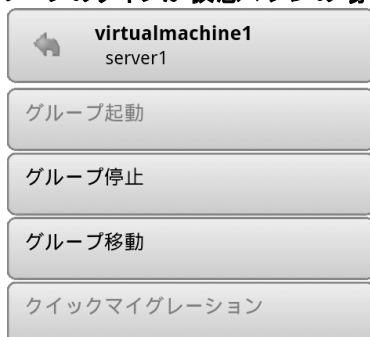 virtualmachine1
server1
グループ起動
グループ停止
グループ移動
クイックマイグレーション